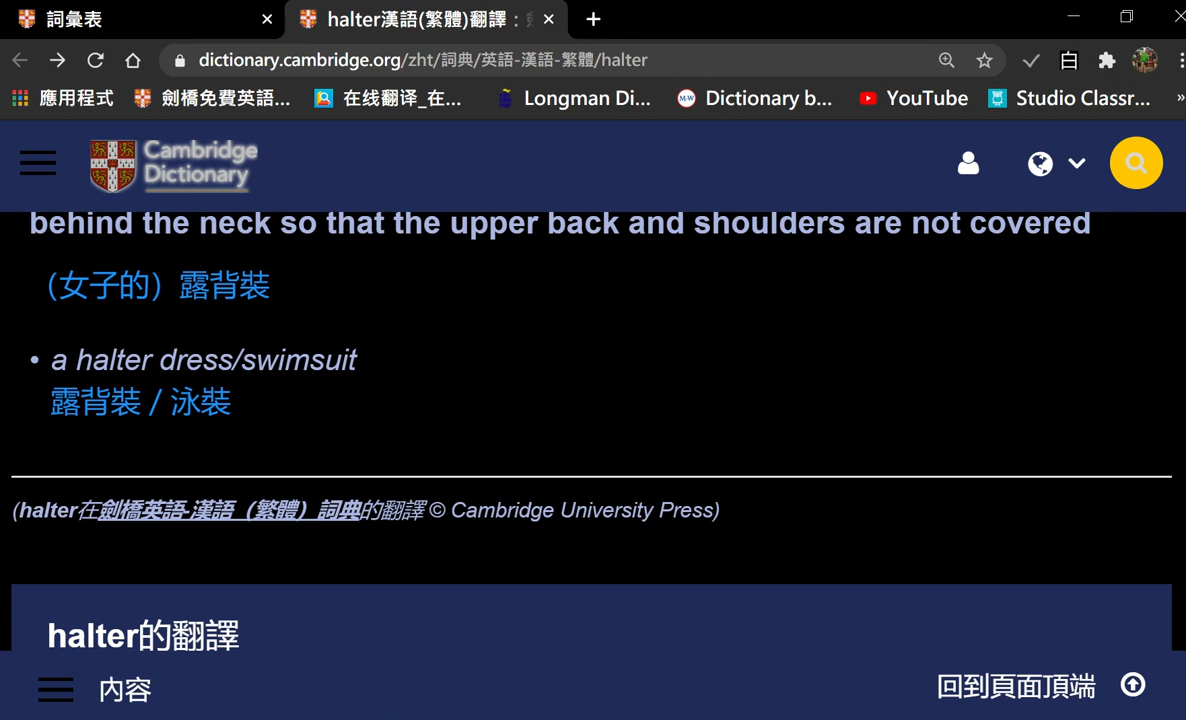 詞彙表
halter漢語(繁體)翻譯：
dictionary.cambridge.org/zht/詞典/英語-漢語-繁體/halter
應用程式 劍橋免費英語... 在线翻译_在... Longman Di... Dictionary b... YouTube Studio Classr... »
Cambridge
Dictionary
behind the neck so that the upper back and shoulders are not covered
（女子的）露背裝
• a halter dress/swimsuit
露背裝／泳裝
(halter在劍橋英語-漢語（繁體）詞典的翻譯 © Cambridge University Press)
halter的翻譯
內容
回到頁面頂端